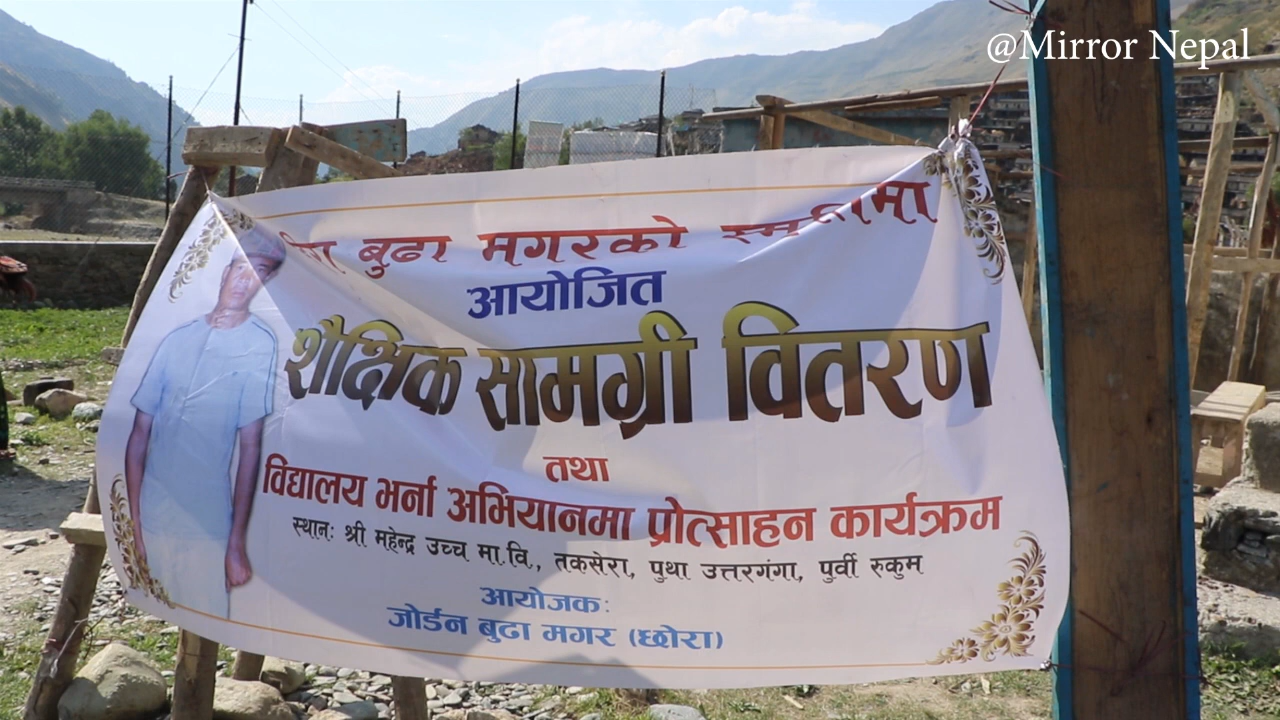 @Mirror Nepal
बुढा मगरको स्मृतिमा
आयोजित
शैक्षिक सामग्री वितरण
तथा
विद्यालय भर्ना अभियानमा प्रोत्साहन कार्यक्रम
स्थानः श्री महेन्द्र उच्च मा.वि., तकसेरा, पुथा उत्तरगंगा, पुर्वी रुकुम
आयोजकः
जोर्डन बुढा मगर (छोरा)